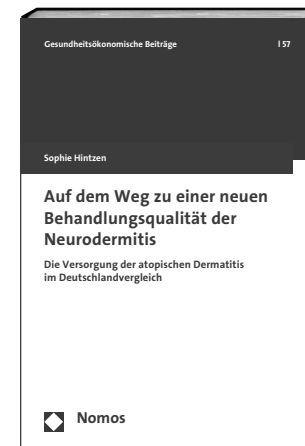 Gesundheitsökonomische Beiträge | 57
Sophie Hintzen
Auf dem Weg zu einer neuen
Behandlungsqualität der
Neurodermitis
Die Versorgung der atopischen Dermatitis
im Deutschlandvergleich
Nomos